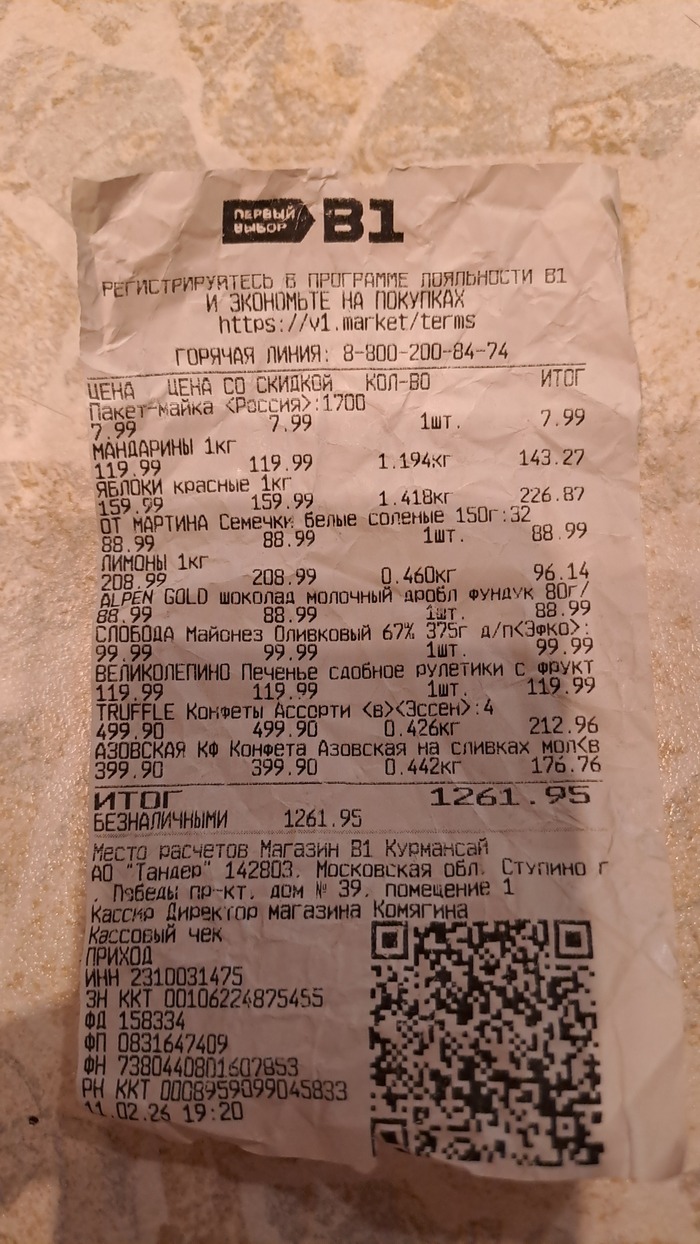 ПЕРВЫЙ ВЫБОР В1
РЕГИСТРИРУЙТЕСЬ В ПРОГРАММЕ ЛОЯЛЬНОСТИ В1
И ЭКОНОМЬТЕ НА ПОКУПКАХ
https://v1.market/terms
ГОРЯЧАЯ ЛИНИЯ: 8-800-200-84-74
ЦЕНА ЦЕНА СО СКИДКОЙ КОЛ-ВО ИТОГ
Пакет-майка <Россия>:1700
7.99 7.99 1шт. 7.99
МАНДАРИНЫ 1кг
119.99 119.99 1.194кг 143.27
ЯБЛОКИ красные 1кг
159.99 159.99 1.418кг 226.87
ОТ МАРТИНА Семечки белые соленые 150г:32
88.99 88.99 1шт. 88.99
ЛИМОНЫ 1кг
208.99 208.99 0.460кг 96.14
ALPEN GOLD шоколад молочный дробл фундук 80г/
88.99 88.99 1шт. 88.99
СЛОБОДА Майонез Оливковый 67% 375г д/п<Эфко>:
99.99 99.99 1шт. 99.99
ВЕЛИКОЛЕПИНО Печенье сдобное рулетики с ФРУКТ
119.99 119.99 1шт. 119.99
TRUFFLE Конфеты Ассорти <в><Эссен>:4
499.90 499.90 0.426кг 212.96
АЗОВСКАЯ КФ Конфета Азовская на сливках мол<в
399.90 399.90 0.442кг 176.76
ИТОГ 1261.95
БЕЗНАЛИЧНЫМИ 1261.95
Место расчетов Магазин В1 Курмансай
АО "Тандер" 142803. Московская обл. Ступино г
. Победы пр-кт. дом № 39. помещение 1
Кассир Директор магазина Комягина
Кассовый чек
ПРИХОД
ИНН 2310031475
ЗН ККТ 00106224875455
ФД 158334
ФП 0831647409
ФН 7380440801607853
РН ККТ 0008959099045833
11.02.26 19:20